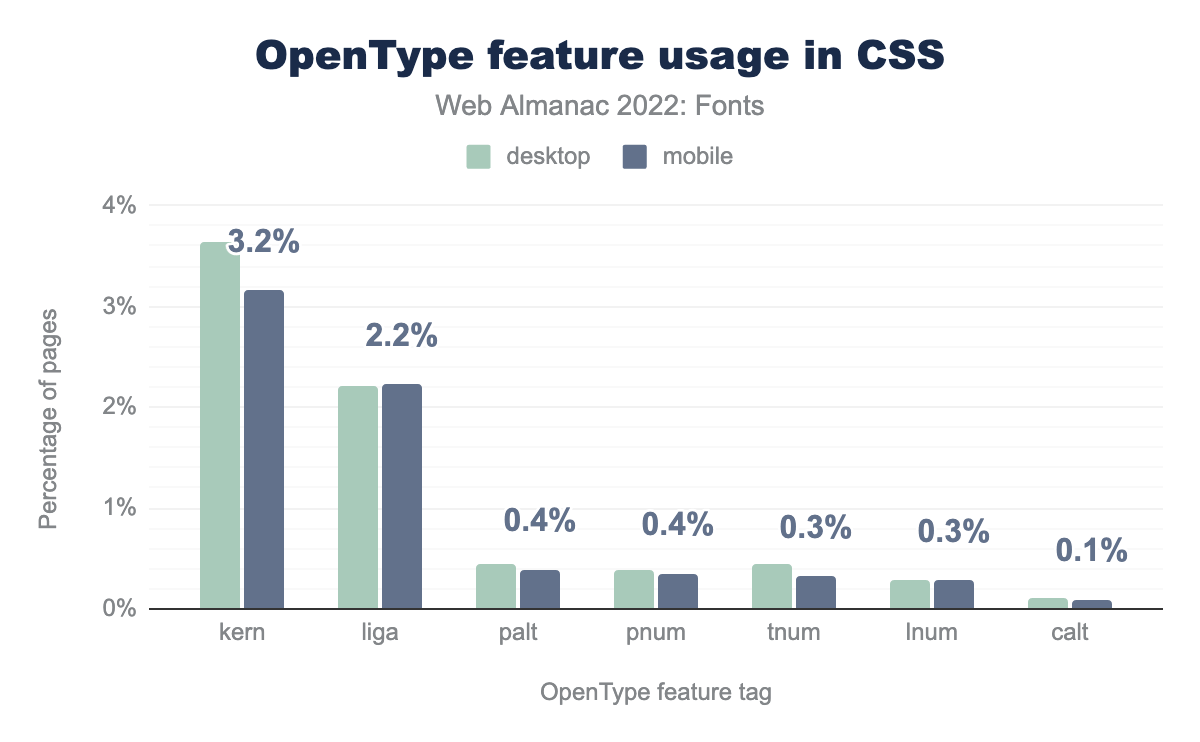 OpenType feature usage in CSS
Web Almanac 2022: Fonts
desktop mobile
Percentage of pages
4%
3%
2%
1%
0%
3.2%
2.2%
0.4%
0.4%
0.3%
0.3%
0.1%
kern liga palt pnum tnum lnum calt
OpenType feature tag